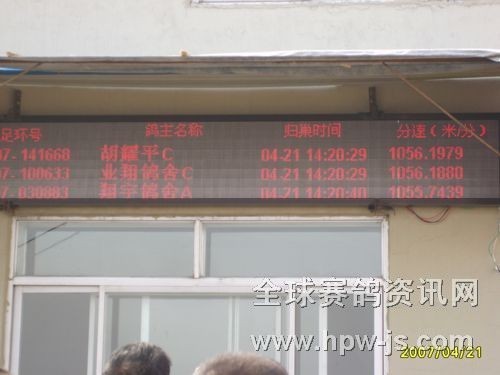 足环号 鸽主名称 归巢时间 分速（米/分）
07-141668 胡耀平C 04-21 14:20:29 1056.1979
07-100633 业翔鸽舍C 04-21 14:20:29 1056.1880
07-030883 翔宇鸽舍A 04-21 14:20:40 1055.7439
全球赛鸽资讯网
www.hpw-js.com
2007/04/21